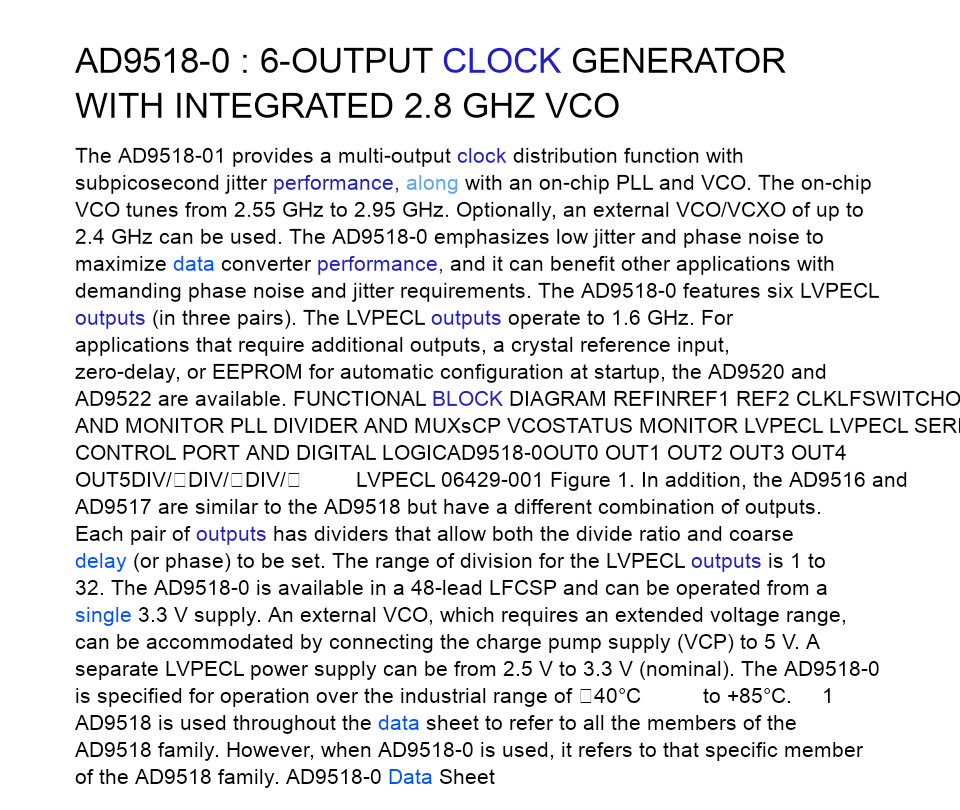 AD9518-0 : 6-OUTPUT CLOCK GENERATOR
WITH INTEGRATED 2.8 GHZ VCO
The AD9518-01 provides a multi-output clock distribution function with
subpicosecond jitter performance, along with an on-chip PLL and VCO. The on-chip
VCO tunes from 2.55 GHz to 2.95 GHz. Optionally, an external VCO/VCXO of up to
2.4 GHz can be used. The AD9518-0 emphasizes low jitter and phase noise to
maximize data converter performance, and it can benefit other applications with
demanding phase noise and jitter requirements. The AD9518-0 features six LVPECL
outputs (in three pairs). The LVPECL outputs operate to 1.6 GHz. For
applications that require additional outputs, a crystal reference input,
zero-delay, or EEPROM for automatic configuration at startup, the AD9520 and
AD9522 are available. FUNCTIONAL BLOCK DIAGRAM REFINREF1 REF2 CLKLFSWITCHO
AND MONITOR PLL DIVIDER AND MUXsCP VCOSTATUS MONITOR LVPECL LVPECL SERI
CONTROL PORT AND DIGITAL LOGICAD9518-0OUT0 OUT1 OUT2 OUT3 OUT4
OUT5DIV/□DIV/□DIV/□ LVPECL 06429-001 Figure 1. In addition, the AD9516 and
AD9517 are similar to the AD9518 but have a different combination of outputs.
Each pair of outputs has dividers that allow both the divide ratio and coarse
delay (or phase) to be set. The range of division for the LVPECL outputs is 1 to
32. The AD9518-0 is available in a 48-lead LFCSP and can be operated from a
single 3.3 V supply. An external VCO, which requires an extended voltage range,
can be accommodated by connecting the charge pump supply (VCP) to 5 V. A
separate LVPECL power supply can be from 2.5 V to 3.3 V (nominal). The AD9518-0
is specified for operation over the industrial range of □40°C to +85°C. 1
AD9518 is used throughout the data sheet to refer to all the members of the
AD9518 family. However, when AD9518-0 is used, it refers to that specific member
of the AD9518 family. AD9518-0 Data Sheet